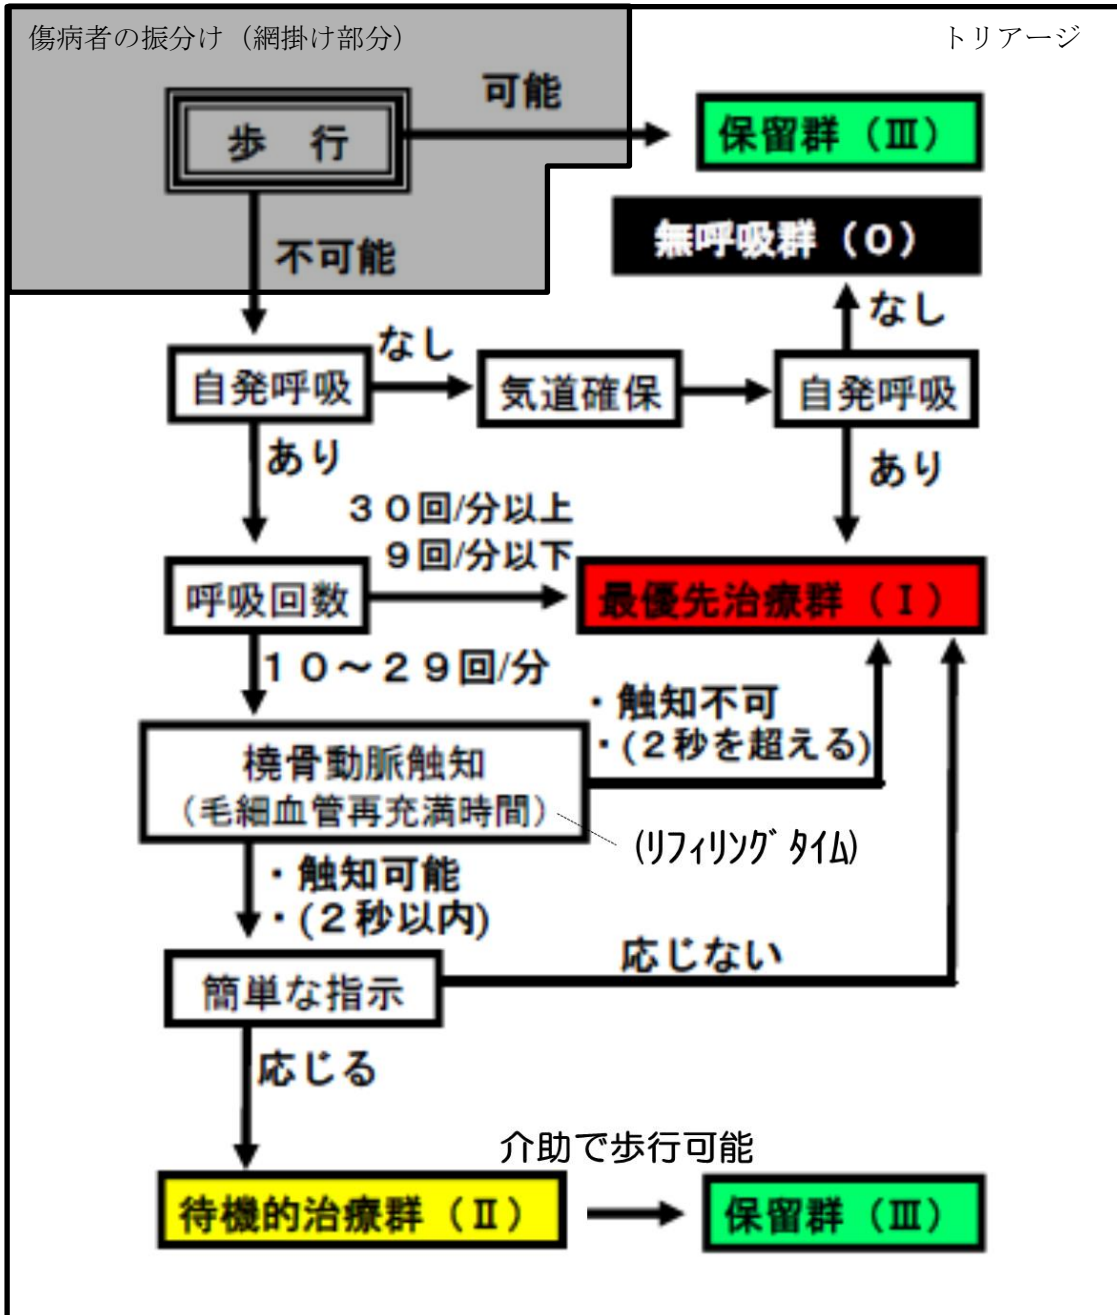 傷病者の振分け（網掛け部分）
トリアージ
可能
歩　行
保留群（Ⅲ）
無呼吸群（０）
不可能
なし
なし
自発呼吸
気道確保
自発呼吸
あり
あり
３０回/分以上
９回/分以下
呼吸回数
最優先治療群（Ⅰ）
１０～２９回/分
・触知不可
・(２秒を超える)
橈骨動脈触知
（毛細血管再充満時間）
(ﾘﾌｨﾘﾝｸﾞﾀｲﾑ)
・触知可能
・(２秒以内)
応じない
簡単な指示
応じる
介助で歩行可能
待機的治療群（Ⅱ）
保留群（Ⅲ）